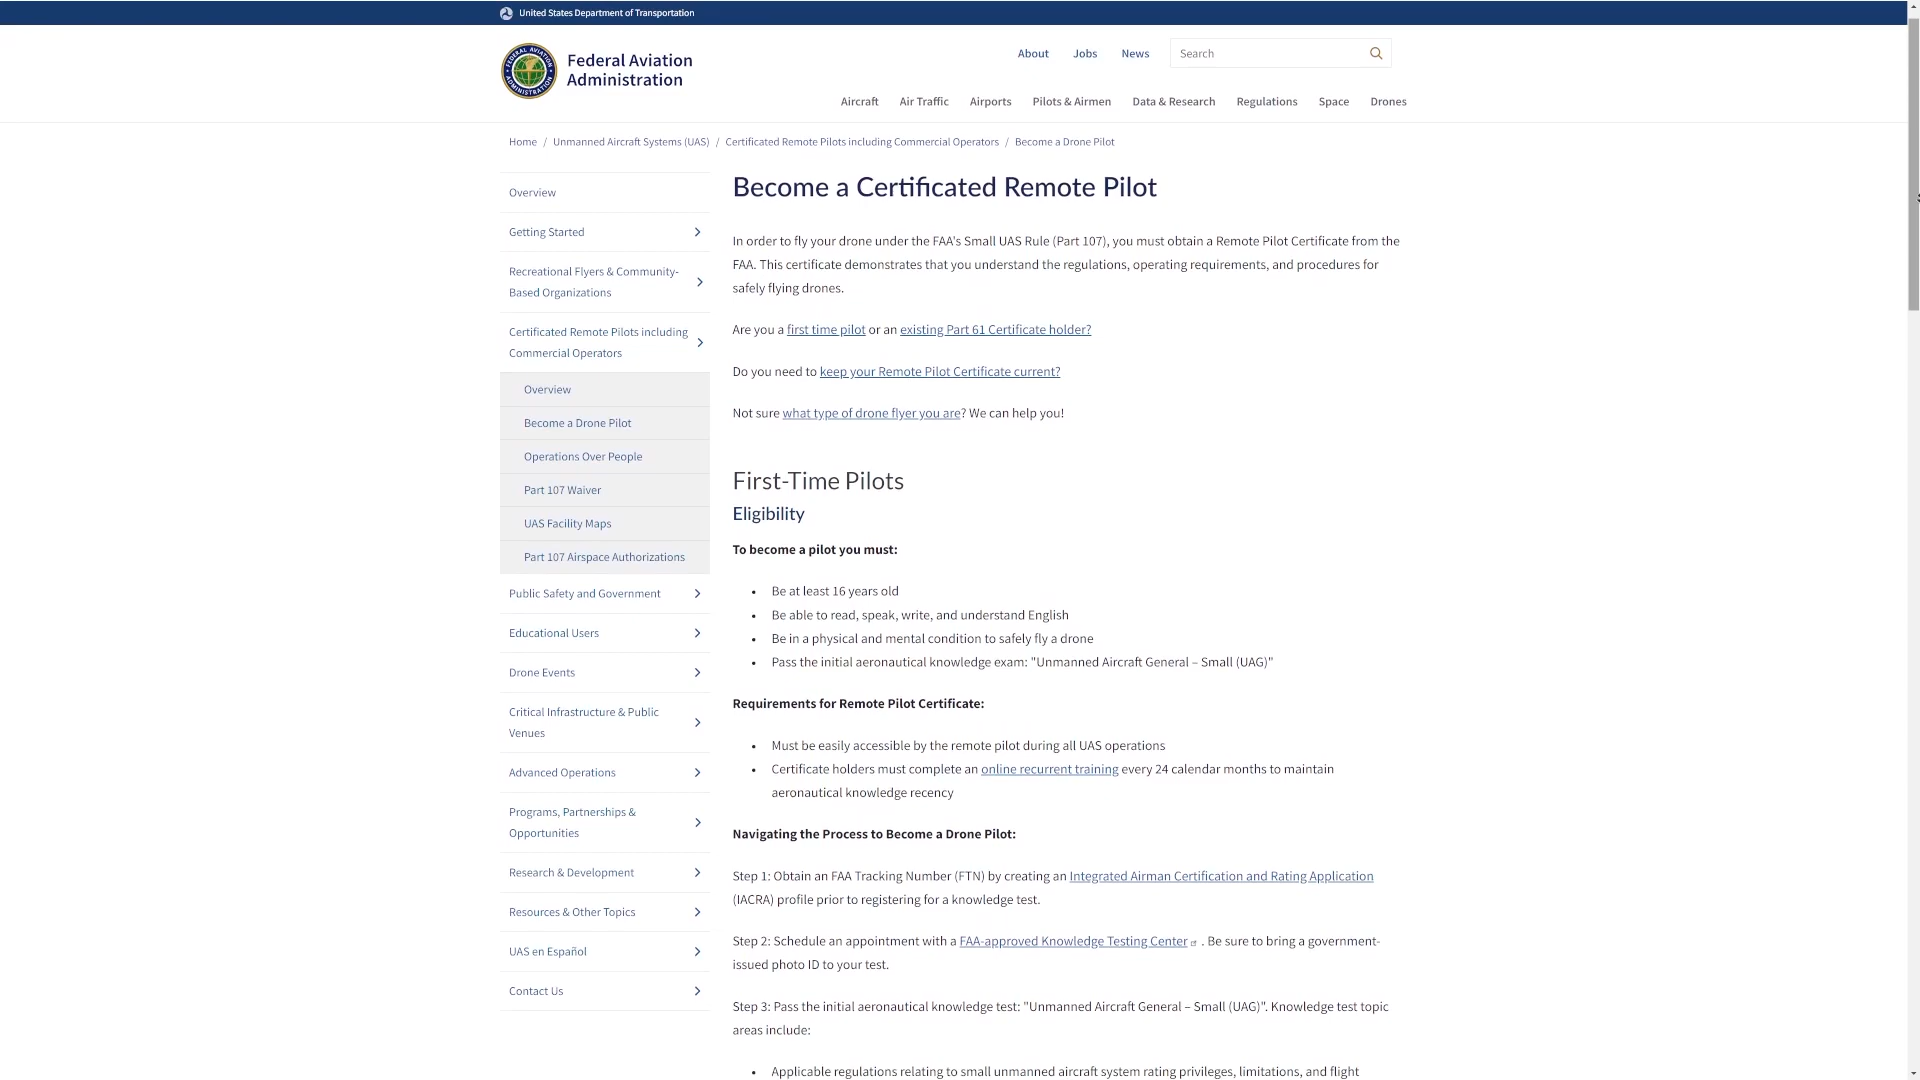 United States Department of Transportation
Federal Aviation
Administration
About
Jobs
News
Search
Aircraft
Air Traffic
Airports
Pilots & Airmen
Data & Research
Regulations
Space
Drones
Home / Unmanned Aircraft Systems (UAS) / Certificated Remote Pilots including Commercial Operators / Become a Drone Pilot
Overview
Getting Started
Recreational Flyers & Community-
Based Organizations
Certificated Remote Pilots including
Commercial Operators
Overview
Become a Drone Pilot
Operations Over People
Part 107 Waiver
UAS Facility Maps
Part 107 Airspace Authorizations
Public Safety and Government
Educational Users
Drone Events
Critical Infrastructure & Public
Venues
Advanced Operations
Programs, Partnerships &
Opportunities
Research & Development
Resources & Other Topics
UAS en Español
Contact Us
Become a Certificated Remote Pilot
In order to fly your drone under the FAA's Small UAS Rule (Part 107), you must obtain a Remote Pilot Certificate from the
FAA. This certificate demonstrates that you understand the regulations, operating requirements, and procedures for
safely flying drones.
Are you a first time pilot or an existing Part 61 Certificate holder?
Do you need to keep your Remote Pilot Certificate current?
Not sure what type of drone flyer you are? We can help you!
First-Time Pilots
Eligibility
To become a pilot you must:
• Be at least 16 years old
• Be able to read, speak, write, and understand English
• Be in a physical and mental condition to safely fly a drone
• Pass the initial aeronautical knowledge exam: "Unmanned Aircraft General – Small (UAG)"
Requirements for Remote Pilot Certificate:
• Must be easily accessible by the remote pilot during all UAS operations
• Certificate holders must complete an online recurrent training every 24 calendar months to maintain
aeronautical knowledge recency
Navigating the Process to Become a Drone Pilot:
Step 1: Obtain an FAA Tracking Number (FTN) by creating an Integrated Airman Certification and Rating Application
(IACRA) profile prior to registering for a knowledge test.
Step 2: Schedule an appointment with a FAA-approved Knowledge Testing Center . Be sure to bring a government-
issued photo ID to your test.
Step 3: Pass the initial aeronautical knowledge test: "Unmanned Aircraft General – Small (UAG)". Knowledge test topic
areas include:
• Applicable regulations relating to small unmanned aircraft system rating privileges, limitations, and flight